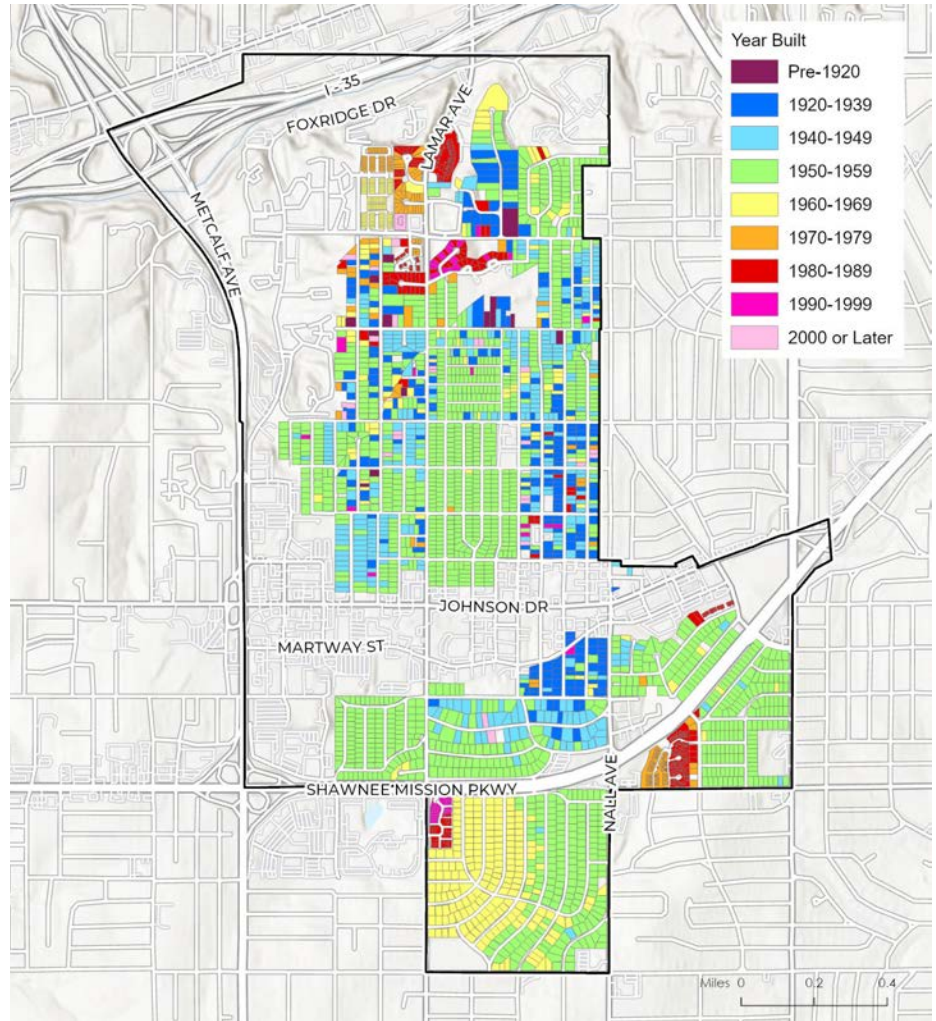 Year Built
Pre-1920
1920-1939
1940-1949
1950-1959
1960-1969
1970-1979
1980-1989
1990-1999
2000 or Later
I - 35
FOXRIDGE DR
LAMAR AVE
METCALF AVE
JOHNSON DR
MARTWAY ST
NALL AVE
SHAWNEE MISSION PKWY
Miles 0 0.4